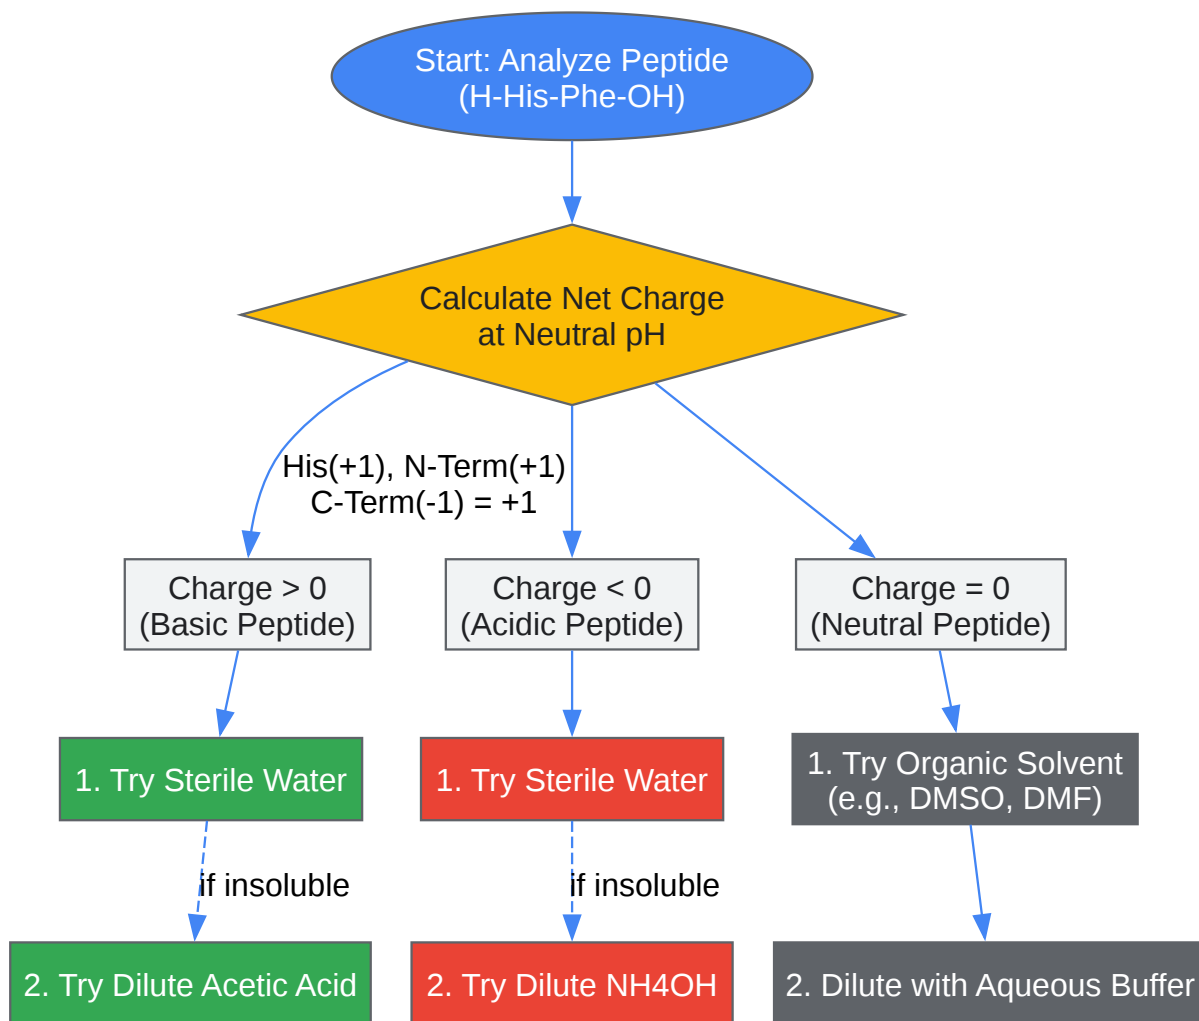 Start: Analyze Peptide
(H-His-Phe-OH)
Calculate Net Charge
at Neutral pH
His(+1), N-Term(+1)
C-Term(-1) = +1
Charge > 0
(Basic Peptide)
Charge < 0
(Acidic Peptide)
Charge = 0
(Neutral Peptide)
1. Try Sterile Water
1. Try Sterile Water
1. Try Organic Solvent
(e.g., DMSO, DMF)
if insoluble
if insoluble
2. Try Dilute Acetic Acid
2. Try Dilute NH4OH
2. Dilute with Aqueous Buffer